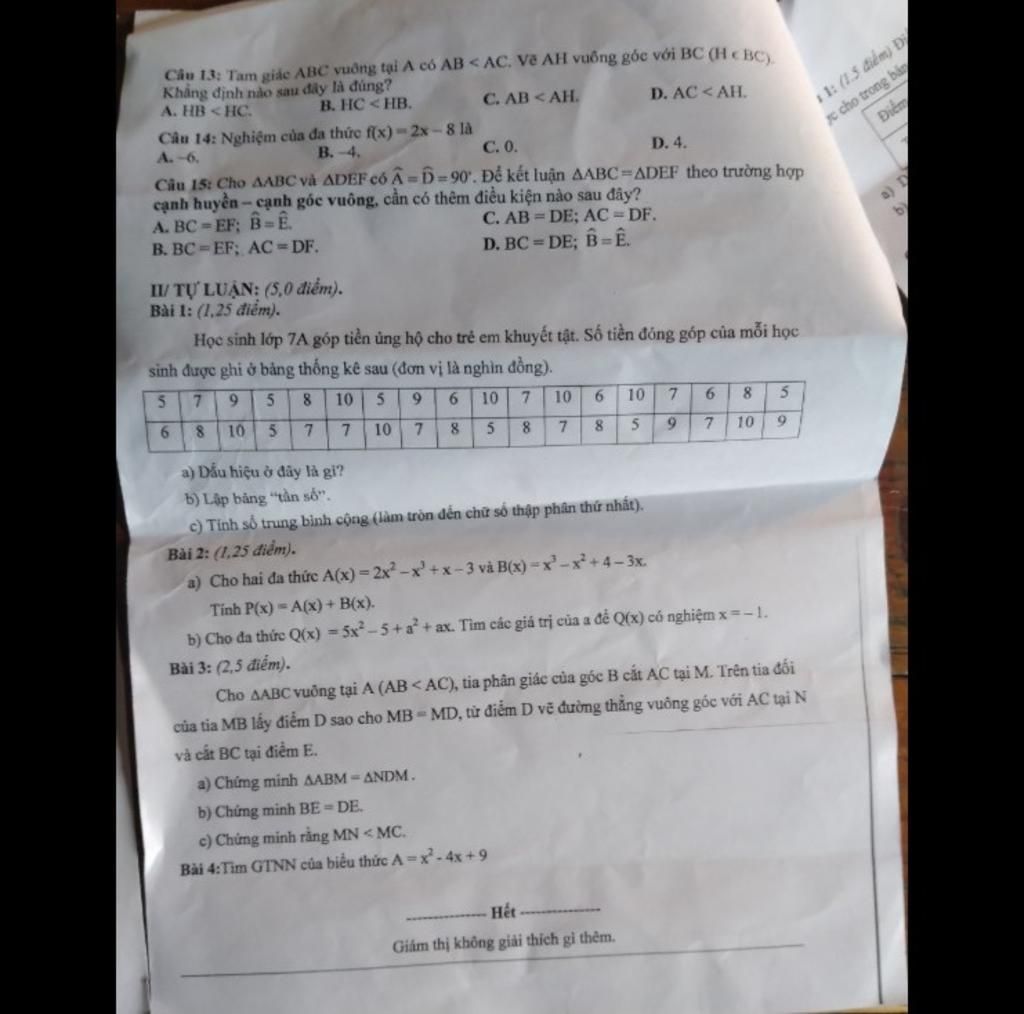 Câu 13: Tam giác ABC vuông tại A có AB < AC. Vẽ AH vuông góc với BC (H ϵ BC).
Khẳng định nào sau đây là đúng?
A. HB < HC. B. HC < HB. C. AB < AH. D. AC < AH.
Câu 14: Nghiệm của đa thức f(x) = 2x – 8 là
A. –6. B. –4. C. 0. D. 4.
Câu 15: Cho ΔABC và ΔDEF có Â = D̂ = 90°. Để kết luận ΔABC = ΔDEF theo trường hợp
cạnh huyền – cạnh góc vuông, cần có thêm điều kiện nào sau đây?
A. BC = EF; B̂ = Ê. C. AB = DE; AC = DF.
B. BC = EF; AC = DF. D. BC = DE; B̂ = Ê.
II/ TỰ LUẬN: (5,0 điểm).
Bài 1: (1,25 điểm).
Học sinh lớp 7A góp tiền ủng hộ cho trẻ em khuyết tật. Số tiền đóng góp của mỗi học
sinh được ghi ở bảng thống kê sau (đơn vị là nghìn đồng).
5 7 9 5 8 10 5 9 6 10 7 10 6 10 7 6 8 5
6 8 10 5 7 7 10 7 8 5 8 7 8 5 9 7 10 9
a) Dấu hiệu ở đây là gì?
b) Lập bảng “tần số”.
c) Tính số trung bình cộng (làm tròn đến chữ số thập phân thứ nhất).
Bài 2: (1,25 điểm).
a) Cho hai đa thức A(x) = 2x² – x³ + x – 3 và B(x) = x³ – x² + 4 – 3x.
Tính P(x) = A(x) + B(x).
b) Cho đa thức Q(x) = 5x² – 5 + a² + ax. Tìm các giá trị của a để Q(x) có nghiệm x = – 1.
Bài 3: (2,5 điểm).
Cho ΔABC vuông tại A (AB < AC), tia phân giác của góc B cắt AC tại M. Trên tia đối
của tia MB lấy điểm D sao cho MB = MD, từ điểm D vẽ đường thẳng vuông góc với AC tại N
và cắt BC tại điểm E.
a) Chứng minh ΔABM = ΔNDM.
b) Chứng minh BE = DE.
c) Chứng minh rằng MN < MC.
Bài 4:Tìm GTNN của biểu thức A = x² - 4x + 9
---------------- Hết ----------------
Giám thị không giải thích gì thêm.
1: (1.5 điểm)
cho trong bản
Điểm
a)
b)